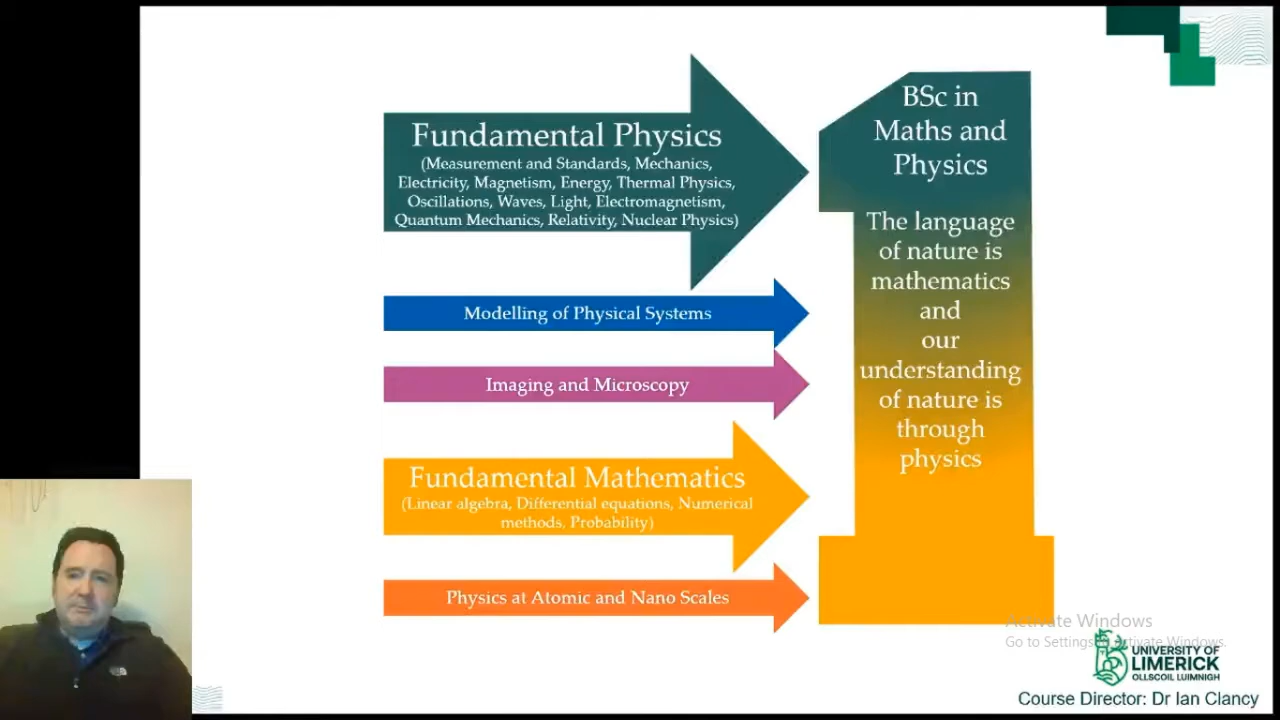 Fundamental Physics
(Measurement and Standards, Mechanics,
Electricity, Magnetism, Energy, Thermal Physics,
Oscillations, Waves, Light, Electromagnetism,
Quantum Mechanics, Relativity, Nuclear Physics)
Modelling of Physical Systems
Imaging and Microscopy
Fundamental Mathematics
(Linear algebra, Differential equations, Numerical
methods, Probability)
Physics at Atomic and Nano Scales
BSc in
Maths and
Physics
The language
of nature is
mathematics
and
our
understanding
of nature is
through
physics
Activate Windows
Go to Settings to activate Windows.
UNIVERSITY OF
LIMERICK
OLLSCOIL LUIMNIGH
Course Director: Dr Ian Clancy